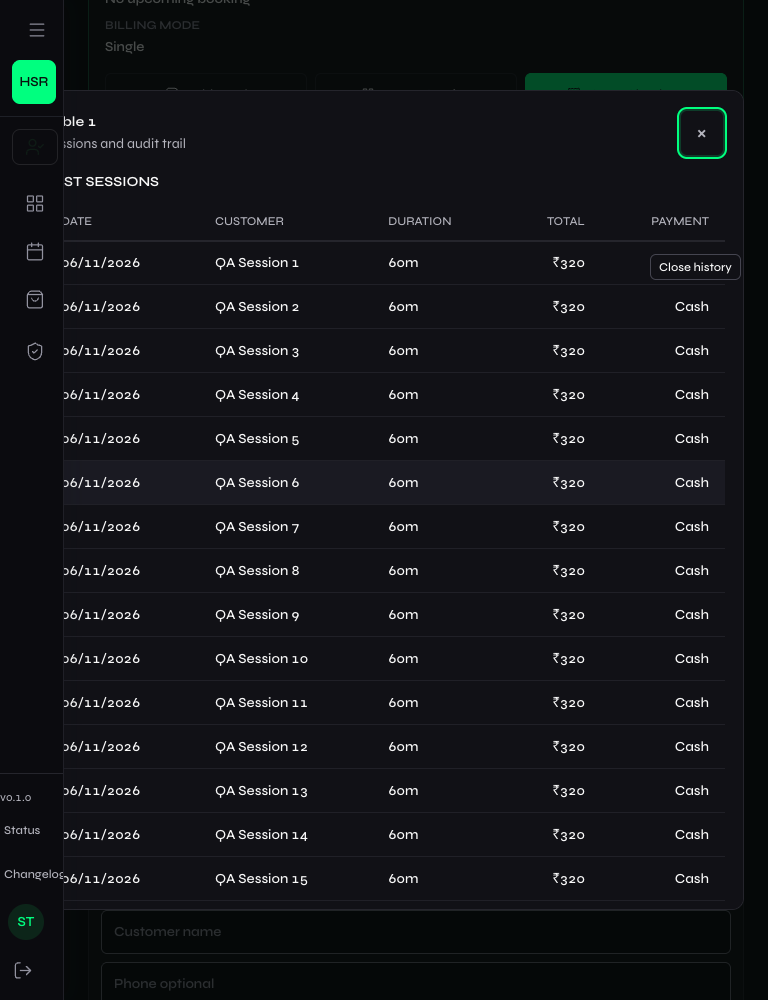 No upcoming booking
BILLING MODE
Single
HSR
ble 1
ssions and audit trail
×
ST SESSIONS
DATE CUSTOMER DURATION TOTAL PAYMENT
06/11/2026 QA Session 1 60m ₹320
Close history
06/11/2026 QA Session 2 60m ₹320 Cash
06/11/2026 QA Session 3 60m ₹320 Cash
06/11/2026 QA Session 4 60m ₹320 Cash
06/11/2026 QA Session 5 60m ₹320 Cash
06/11/2026 QA Session 6 60m ₹320 Cash
06/11/2026 QA Session 7 60m ₹320 Cash
06/11/2026 QA Session 8 60m ₹320 Cash
06/11/2026 QA Session 9 60m ₹320 Cash
06/11/2026 QA Session 10 60m ₹320 Cash
06/11/2026 QA Session 11 60m ₹320 Cash
06/11/2026 QA Session 12 60m ₹320 Cash
06/11/2026 QA Session 13 60m ₹320 Cash
06/11/2026 QA Session 14 60m ₹320 Cash
06/11/2026 QA Session 15 60m ₹320 Cash
v0.1.0
Status
Changelog
ST
Customer name
Phone optional